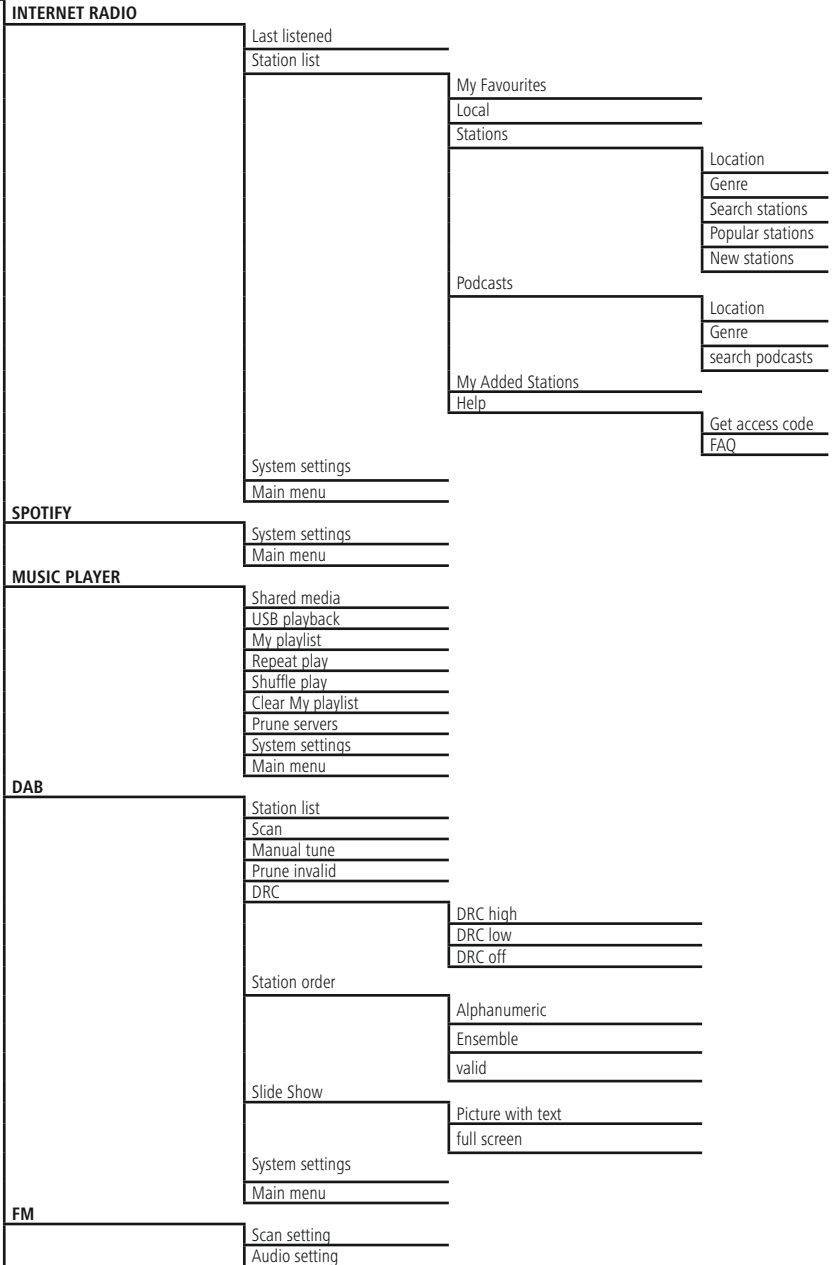 INTERNET RADIO
Last listened
Station list
My Favourites
Local
Stations
Location
Genre
Search stations
Popular stations
New stations
Podcasts
Location
Genre
search podcasts
My Added Stations
Help
Get access code
FAQ
System settings
Main menu
SPOTIFY
System settings
Main menu
MUSIC PLAYER
Shared media
USB playback
My playlist
Repeat play
Shuffle play
Clear My playlist
Prune servers
System settings
Main menu
DAB
Station list
Scan
Manual tune
Prune invalid
DRC
DRC high
DRC low
DRC off
Station order
Alphanumeric
Ensemble
valid
Slide Show
Picture with text
full screen
System settings
Main menu
FM
Scan setting
Audio setting